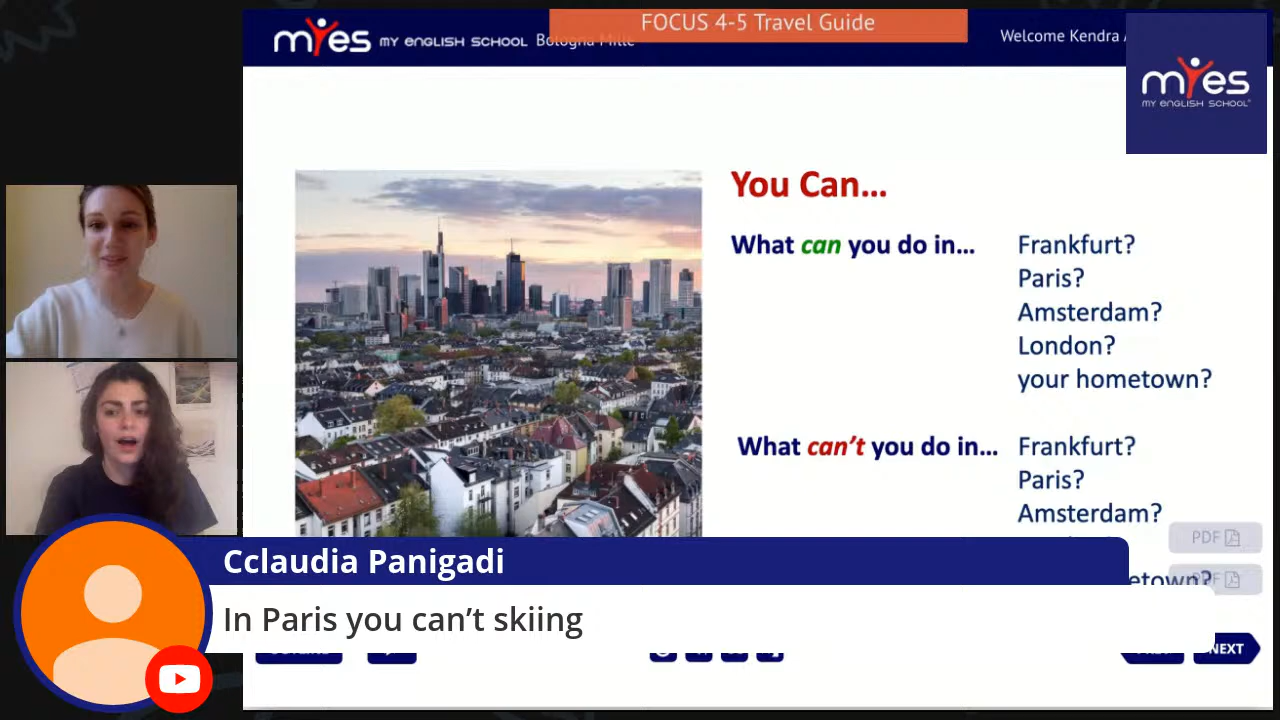 FOCUS 4-5 Travel Guide
myes MY ENGLISH SCHOOL Bologna Mille
Welcome Kendra
myes
MY ENGLISH SCHOOL
You Can...
What can you do in... Frankfurt?
Paris?
Amsterdam?
London?
your hometown?
What can't you do in... Frankfurt?
Paris?
Amsterdam?
PDF
PDF
Cclaudia Panigadi
In Paris you can't skiing
NEXT